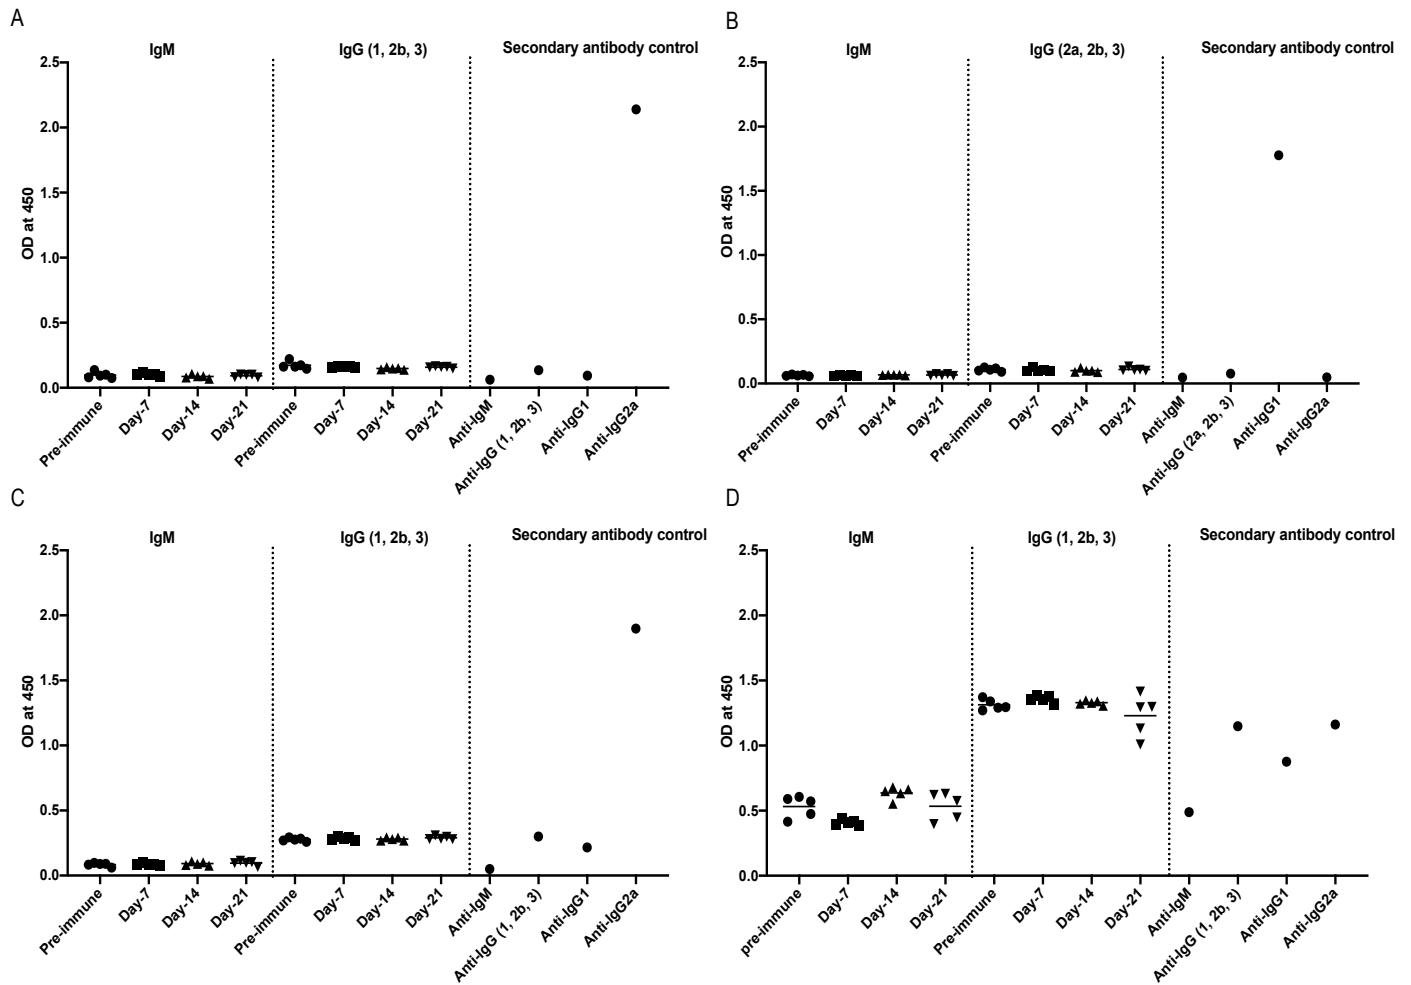 A
IgM
IgG (1, 2b, 3)
Secondary antibody control
OD at 450
2.5
2.0
1.5
1.0
0.5
0.0
Pre-immune
Day-7
Day-14
Day-21
Pre-immune
Day-7
Day-14
Day-21
Anti-IgM
Anti-IgG (1, 2b, 3)
Anti-IgG1
Anti-IgG2a
B
IgM
IgG (2a, 2b, 3)
Secondary antibody control
OD at 450
2.5
2.0
1.5
1.0
0.5
0.0
Pre-immune
Day-7
Day-14
Day-21
Pre-immune
Day-7
Day-14
Day-21
Anti-IgM
Anti-IgG (2a, 2b, 3)
Anti-IgG1
Anti-IgG2a
C
IgM
IgG (1, 2b, 3)
Secondary antibody control
OD at 450
2.5
2.0
1.5
1.0
0.5
0.0
Pre-immune
Day-7
Day-14
Day-21
Pre-immune
Day-7
Day-14
Day-21
Anti-IgM
Anti-IgG (1, 2b, 3)
Anti-IgG1
Anti-IgG2a
D
IgM
IgG (1, 2b, 3)
Secondary antibody control
OD at 450
2.5
2.0
1.5
1.0
0.5
0.0
pre-immune
Day-7
Day-14
Day-21
Pre-immune
Day-7
Day-14
Day-21
Anti-IgM
Anti-IgG (1, 2b, 3)
Anti-IgG1
Anti-IgG2a